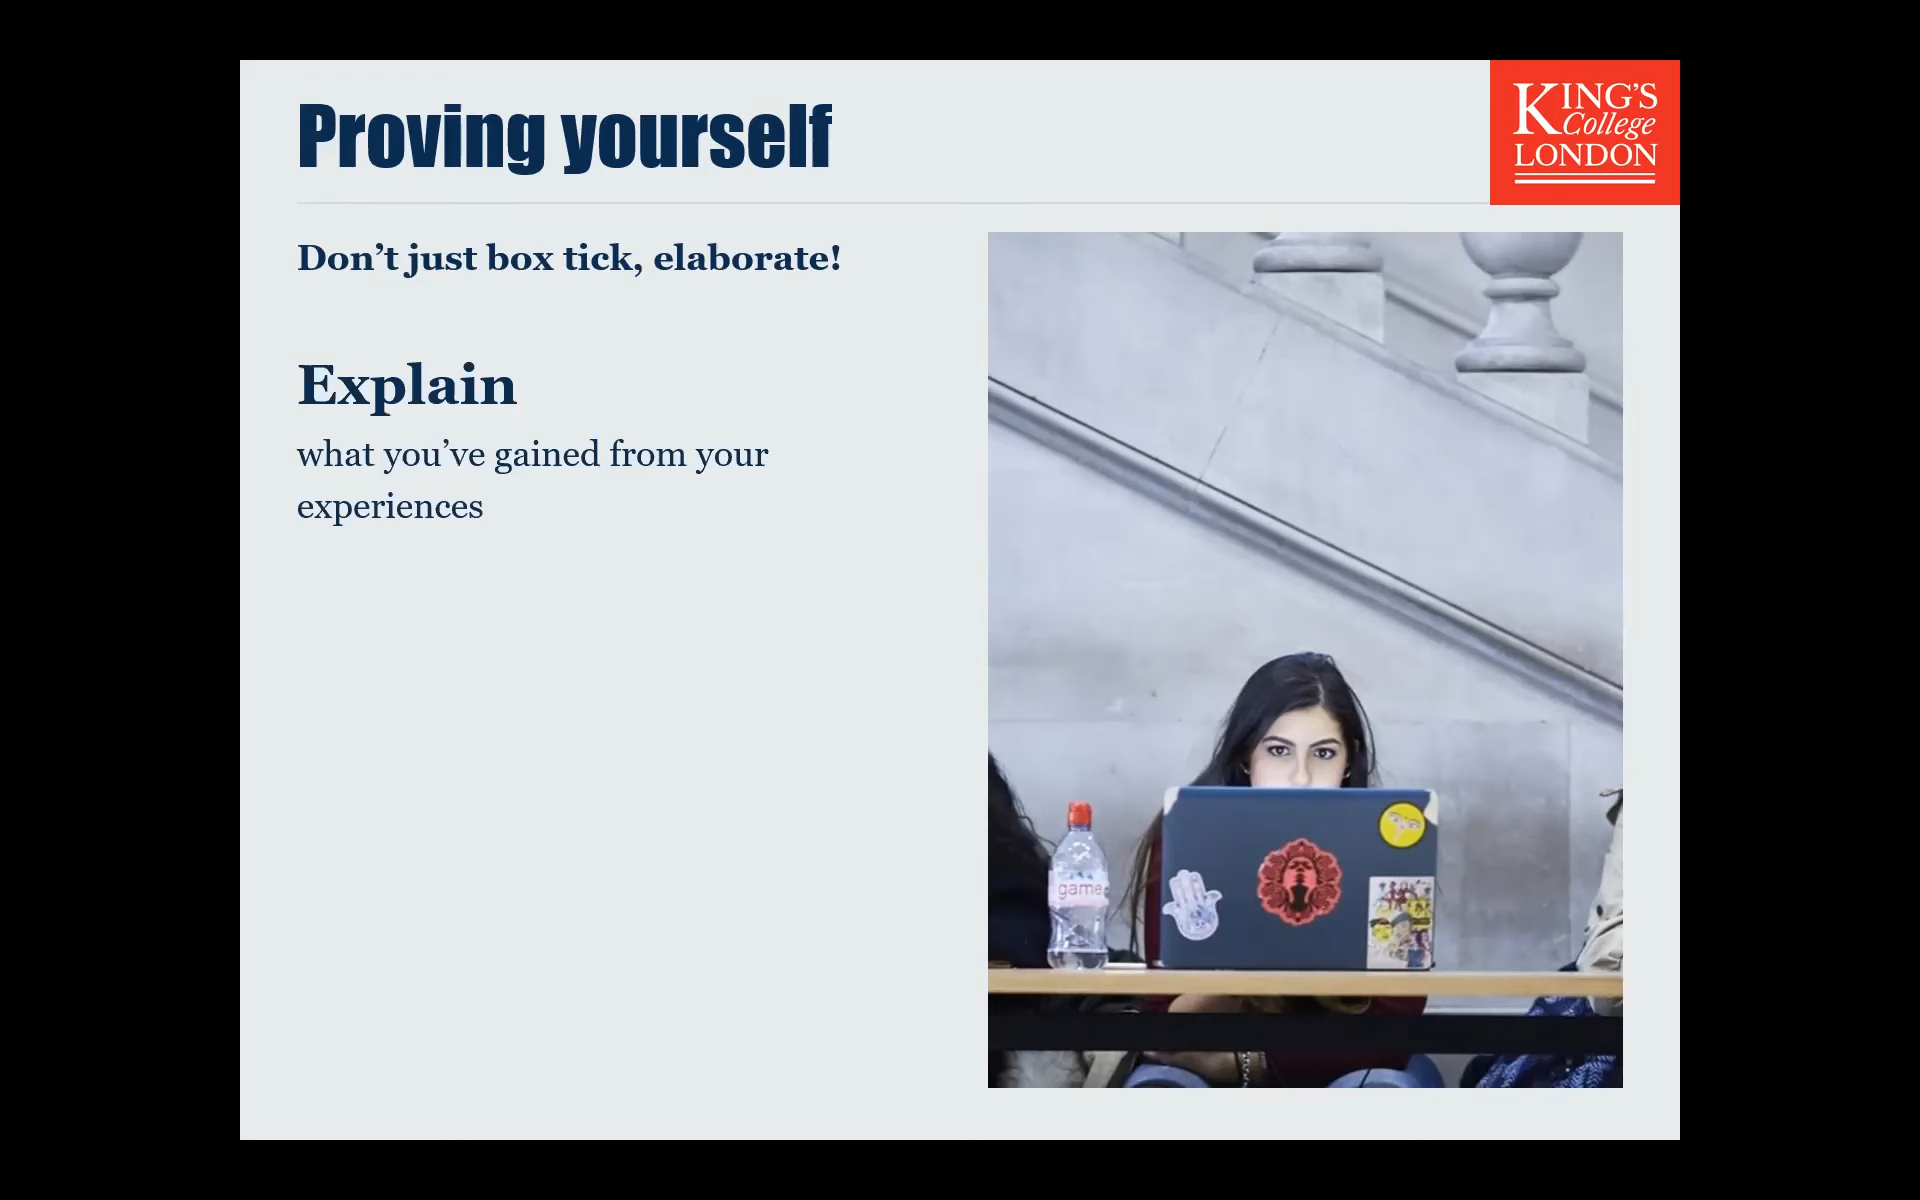 Proving yourself
KING'S
College
LONDON
Don't just box tick, elaborate!
Explain
what you've gained from your
experiences
game